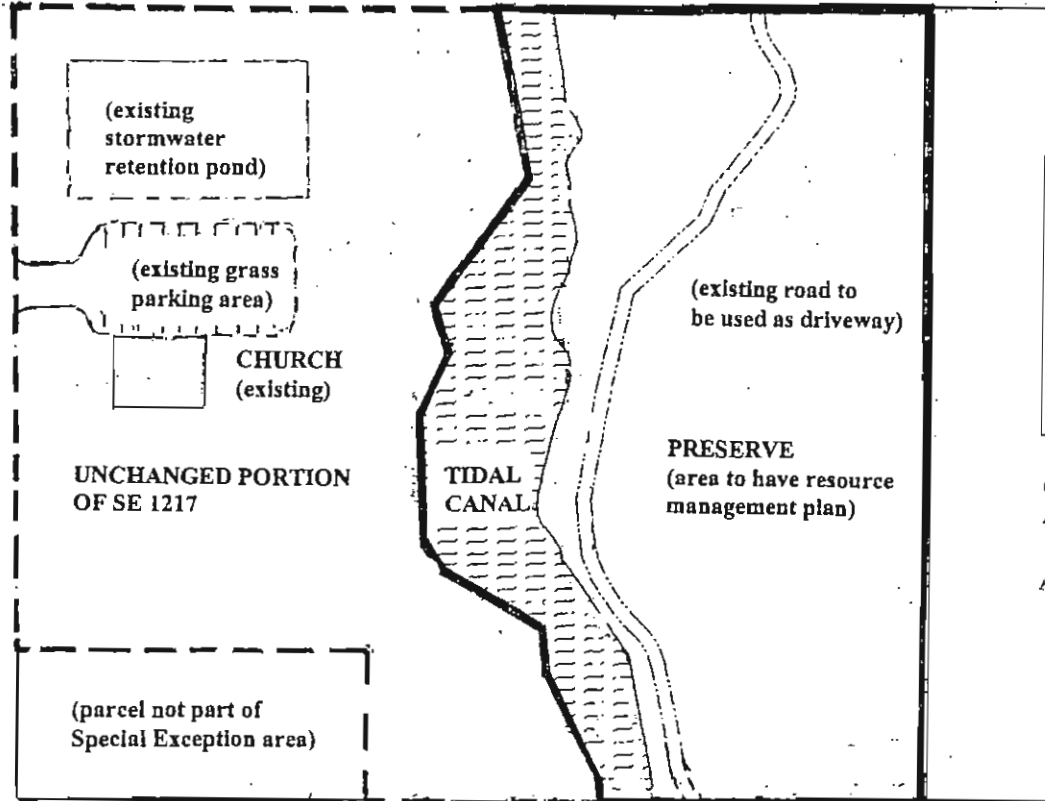 (existing
stormwater
retention pond)
(existing grass
parking area)
CHURCH
(existing)
UNCHANGED PORTION
OF SE 1217
(parcel not part of
Special Exception area)
TIDAL
CANAL
(existing road to
be used as driveway)
PRESERVE
(area to have resource
management plan)